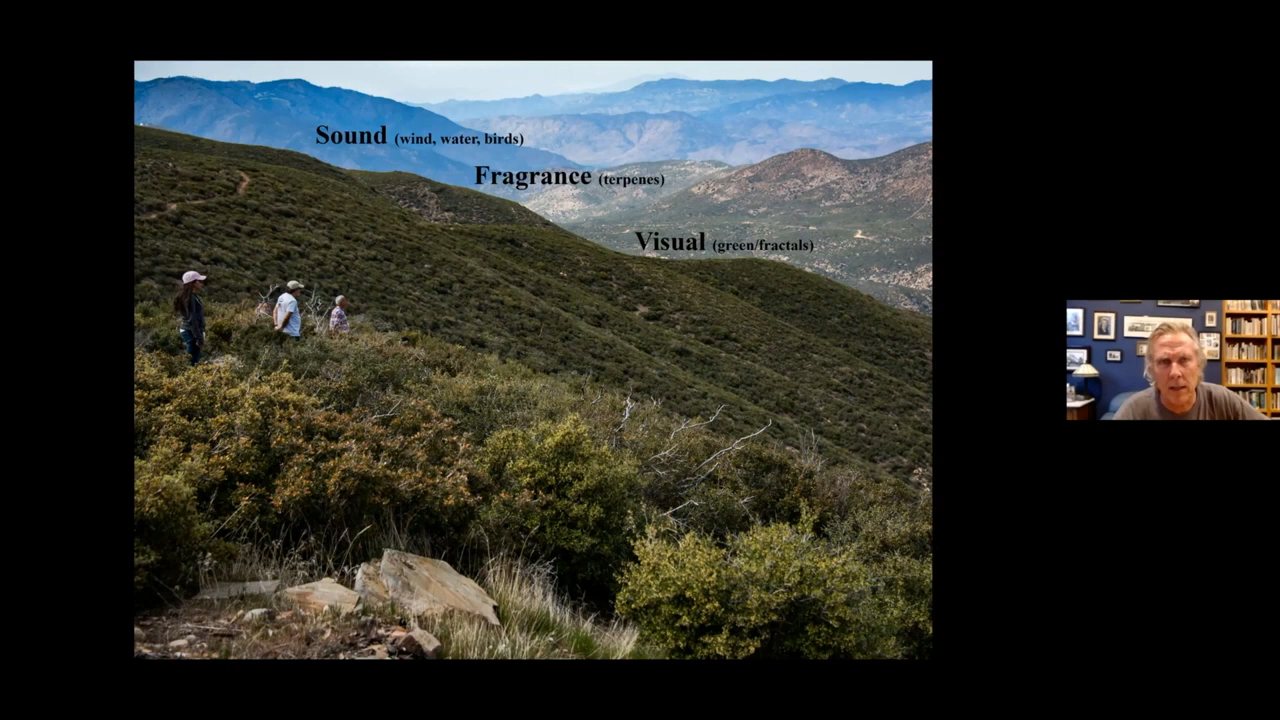 Sound (wind, water, birds)
Fragrance (terpenes)
Visual (green/fractals)